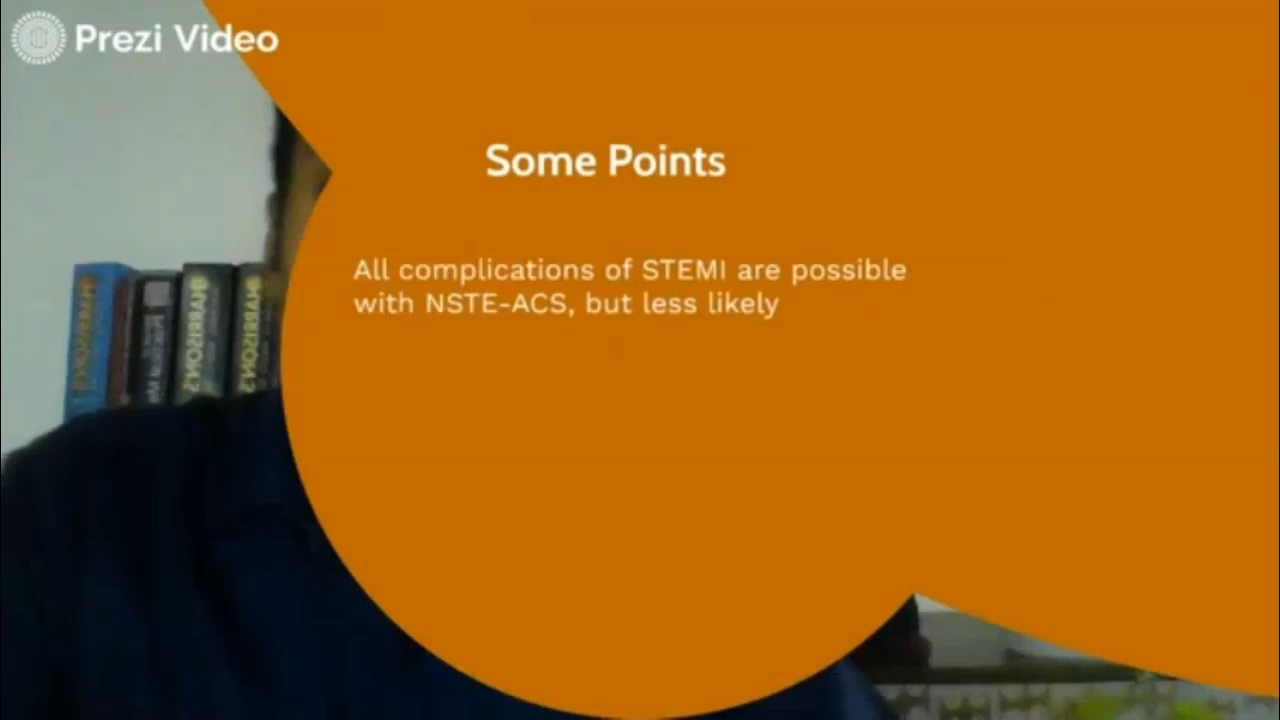 Prezi Video
Some Points
All complications of STEMI are possible
with NSTE-ACS, but less likely